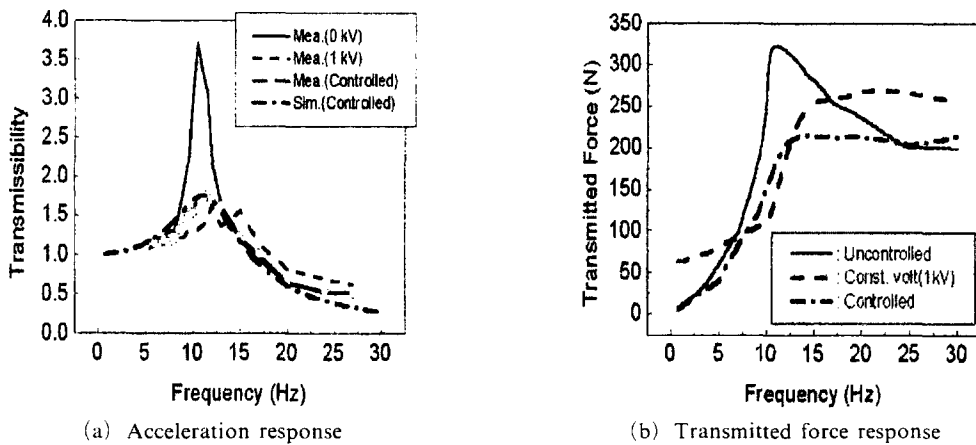 4.0
3.5
3.0
2.5
2.0
1.5
1.0
0.5
0.0
Transmissibility
Mea.(0 kV)
Mea.(1 kV)
Mea.(Controlled)
Sim.(Controlled)
0 5 10 15 20 25 30
Frequency (Hz)
(a) Acceleration response
350
300
250
200
150
100
50
0
Transmitted Force (N)
: Uncontrolled
: Const. volt(1kV)
: Controlled
0 5 10 15 20 25 30
Frequency (Hz)
(b) Transmitted force response